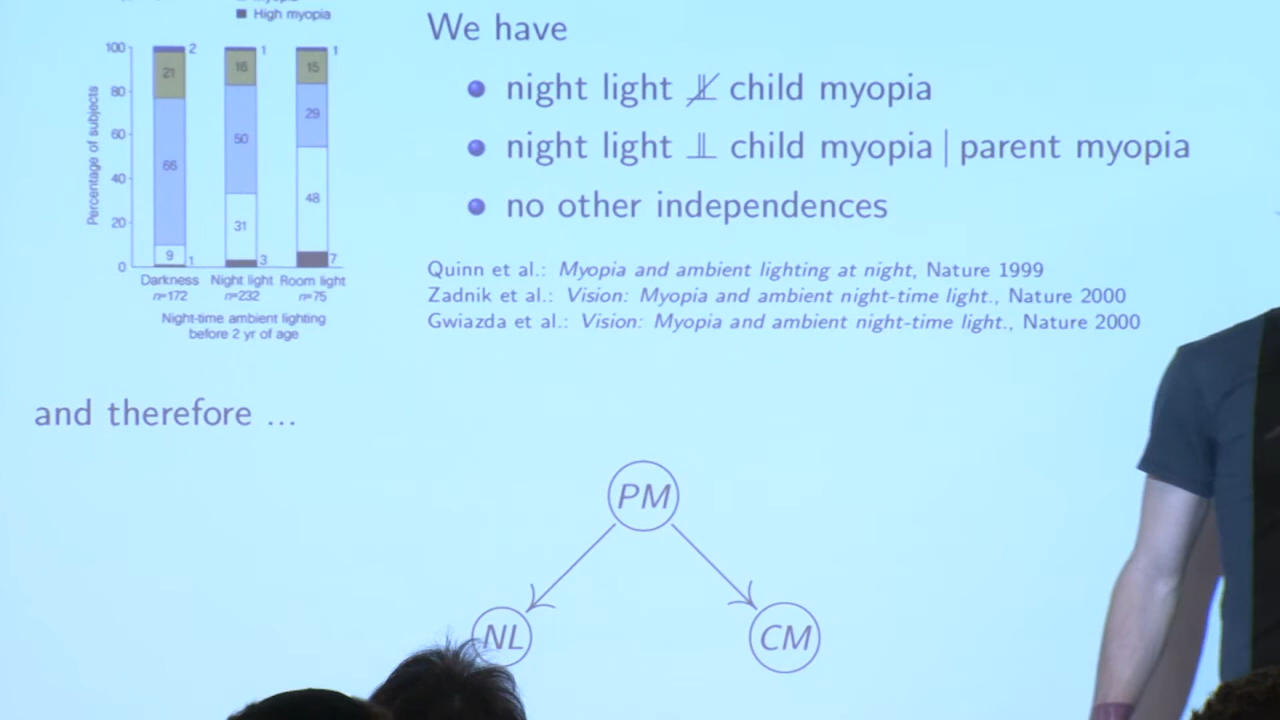 High myopia
Percentage of subjects
100
80
60
40
20
0
2
21
66
9
1
1
16
50
31
3
1
15
29
48
7
Darkness Night light Room light
n=172 n=232 n=75
Night-time ambient lighting
before 2 yr of age
We have
night light ⊥̸⊥ child myopia
night light ⊥⊥ child myopia | parent myopia
no other independences
Quinn et al.: Myopia and ambient lighting at night, Nature 1999
Zadnik et al.: Vision: Myopia and ambient night-time light., Nature 2000
Gwiazda et al.: Vision: Myopia and ambient night-time light., Nature 2000
and therefore ...
PM
NL
CM